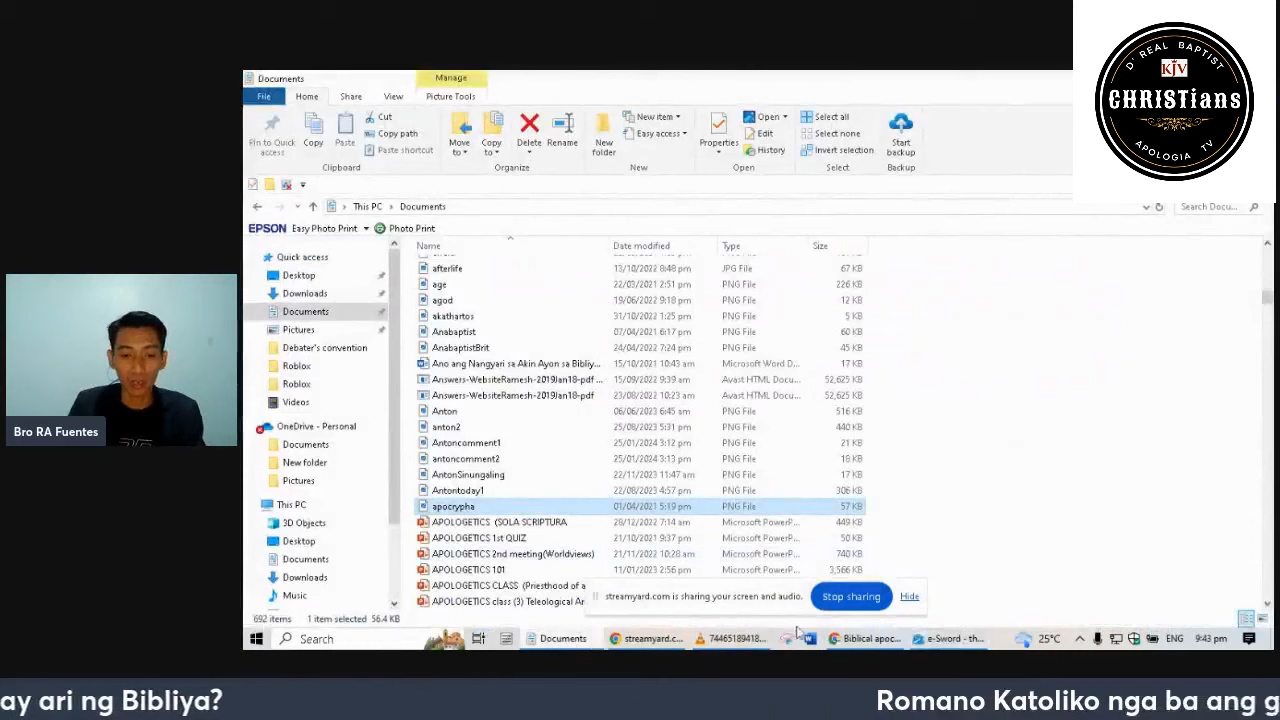 D' REAL BAPTIST
KJV
CHRISTians
APOLOGIA TV
Documents
Manage
File Home Share View Picture Tools
Pin to Quick access
Copy
Paste
Cut
Copy path
Paste shortcut
Move to
Copy to
Delete
Rename
New folder
New item
Easy access
Properties
Open
Edit
History
Select all
Select none
Invert selection
Start backup
Clipboard Organize New Open Select Backup
This PC > Documents
Search Docu...
EPSON Easy Photo Print Photo Print
Quick access
Desktop
Downloads
Documents
Pictures
Debater's convention
Roblox
Roblox
Videos
OneDrive - Personal
Documents
New folder
Pictures
This PC
3D Objects
Desktop
Documents
Downloads
Music
Name Date modified Type Size
afterlife 13/10/2022 8:48 pm JPG File 67 KB
age 22/03/2021 2:51 pm PNG File 226 KB
agod 19/06/2022 9:18 pm PNG File 12 KB
akathartos 31/10/2022 1:25 pm PNG File 5 KB
Anabaptist 07/04/2021 6:17 pm PNG File 60 KB
AnabaptistBrit 24/04/2022 7:24 pm PNG File 45 KB
Ano ang Nangyari sa Akin Ayon sa Bibliy... 15/10/2021 10:43 am Microsoft Word D... 17 KB
Answers-WebsiteRamesh-2019Jan18-pdf ... 15/09/2022 9:39 am Avast HTML Docu... 52,625 KB
Answers-WebsiteRamesh-2019Jan18-pdf 23/08/2022 10:23 am Avast HTML Docu... 52,625 KB
Anton 06/06/2023 6:45 am PNG File 516 KB
anton2 25/08/2023 5:31 pm PNG File 440 KB
Antoncomment1 25/01/2024 3:12 pm PNG File 21 KB
antoncomment2 25/01/2024 3:13 pm PNG File 18 KB
AntonSinungaling 22/11/2023 11:47 am PNG File 17 KB
Antontoday1 22/08/2023 4:57 pm PNG File 306 KB
apocrypha 01/04/2021 5:19 pm PNG File 57 KB
APOLOGETICS (SOLA SCRIPTURA 28/12/2022 7:14 am Microsoft PowerP... 449 KB
APOLOGETICS 1st QUIZ 21/10/2021 9:37 pm Microsoft PowerP... 50 KB
APOLOGETICS 2nd meeting(Worldviews) 21/11/2022 10:28 am Microsoft PowerP... 740 KB
APOLOGETICS 101 11/01/2023 2:56 pm Microsoft PowerP... 3,566 KB
APOLOGETICS CLASS (Priesthood of a
APOLOGETICS class (3) Teleological Ar
streamyard.com is sharing your screen and audio. Stop sharing Hide
692 items 1 item selected 56.4 KB
Search
Documents
streamyard.c...
74465189418...
Biblical apoc...
e-Sword - th...
25°C
ENG
9:43 pm
Bro RA Fuentes
ay ari ng Bibliya? Romano Katoliko nga ba ang g